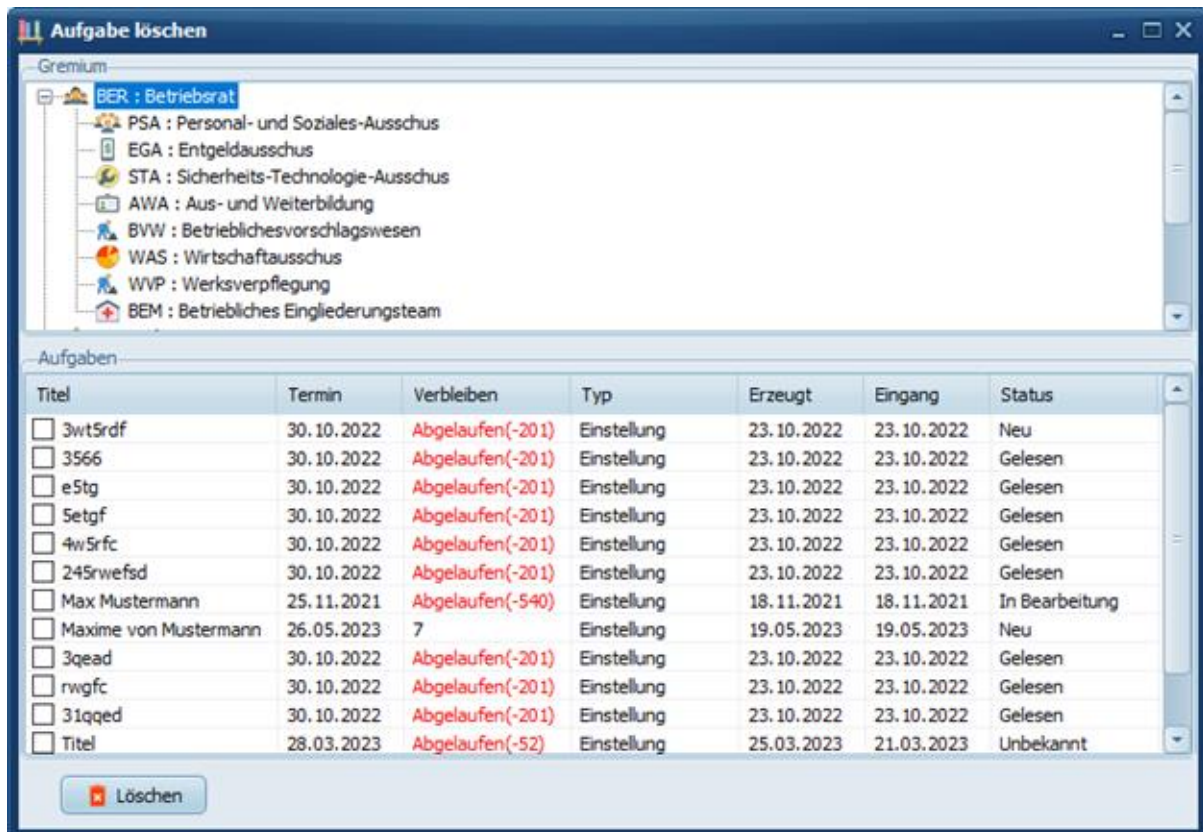 Aufgabe löschen
Gremium
BER : Betriebsrat
PSA : Personal- und Soziales-Ausschus
EGA : Entgeldausschus
STA : Sicherheits-Technologie-Ausschus
AWA : Aus- und Weiterbildung
BVW : Betrieblichesvorschlagswesen
WAS : Wirtschaftausschus
WVP : Werksverpflegung
BEM : Betriebliches Eingliederungsteam
Aufgaben
Titel Termin Verbleiben Typ Erzeugt Eingang Status
3wt5rdf 30.10.2022 Abgelaufen(-201) Einstellung 23.10.2022 23.10.2022 Neu
3566 30.10.2022 Abgelaufen(-201) Einstellung 23.10.2022 23.10.2022 Gelesen
e5tg 30.10.2022 Abgelaufen(-201) Einstellung 23.10.2022 23.10.2022 Gelesen
5etgf 30.10.2022 Abgelaufen(-201) Einstellung 23.10.2022 23.10.2022 Gelesen
4w5rfc 30.10.2022 Abgelaufen(-201) Einstellung 23.10.2022 23.10.2022 Gelesen
245rwefsd 30.10.2022 Abgelaufen(-201) Einstellung 23.10.2022 23.10.2022 Gelesen
Max Mustermann 25.11.2021 Abgelaufen(-540) Einstellung 18.11.2021 18.11.2021 In Bearbeitung
Maxime von Mustermann 26.05.2023 7 Einstellung 19.05.2023 19.05.2023 Neu
3qead 30.10.2022 Abgelaufen(-201) Einstellung 23.10.2022 23.10.2022 Gelesen
rwgfc 30.10.2022 Abgelaufen(-201) Einstellung 23.10.2022 23.10.2022 Gelesen
31qqed 30.10.2022 Abgelaufen(-201) Einstellung 23.10.2022 23.10.2022 Gelesen
Titel 28.03.2023 Abgelaufen(-52) Einstellung 25.03.2023 21.03.2023 Unbekannt
Löschen